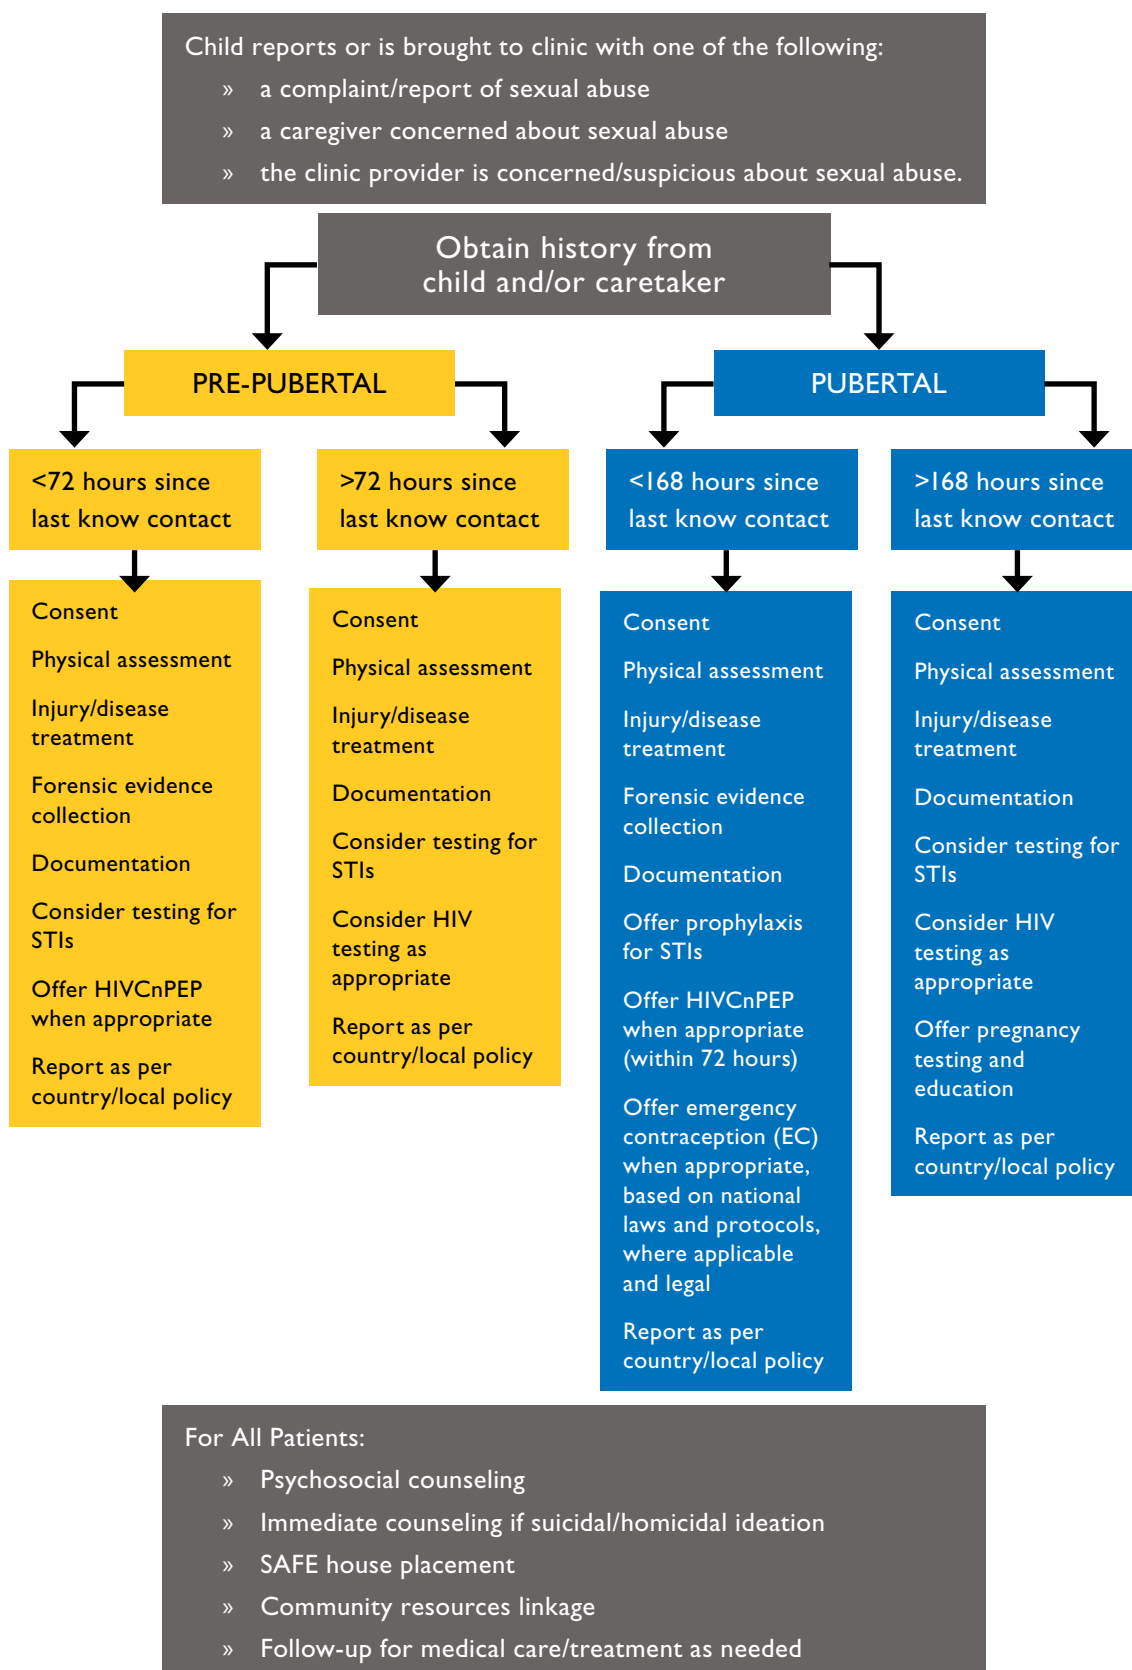 Child reports or is brought to clinic with one of the following:
» a complaint/report of sexual abuse
» a caregiver concerned about sexual abuse
» the clinic provider is concerned/suspicious about sexual abuse.
Obtain history from
child and/or caretaker
PRE-PUBERTAL
PUBERTAL
<72 hours since
last know contact
>72 hours since
last know contact
<168 hours since
last know contact
>168 hours since
last know contact
Consent
Physical assessment
Injury/disease
treatment
Forensic evidence
collection
Documentation
Consider testing for
STIs
Offer HIVCnPEP
when appropriate
Report as per
country/local policy
Consent
Physical assessment
Injury/disease
treatment
Documentation
Consider testing for
STIs
Consider HIV
testing as
appropriate
Report as per
country/local policy
Consent
Physical assessment
Injury/disease
treatment
Forensic evidence
collection
Documentation
Offer prophylaxis
for STIs
Offer HIVCnPEP
when appropriate
(within 72 hours)
Offer emergency
contraception (EC)
when appropriate,
based on national
laws and protocols,
where applicable
and legal
Report as per
country/local policy
Consent
Physical assessment
Injury/disease
treatment
Documentation
Consider testing for
STIs
Consider HIV
testing as
appropriate
Offer pregnancy
testing and
education
Report as per
country/local policy
For All Patients:
» Psychosocial counseling
» Immediate counseling if suicidal/homicidal ideation
» SAFE house placement
» Community resources linkage
» Follow-up for medical care/treatment as needed